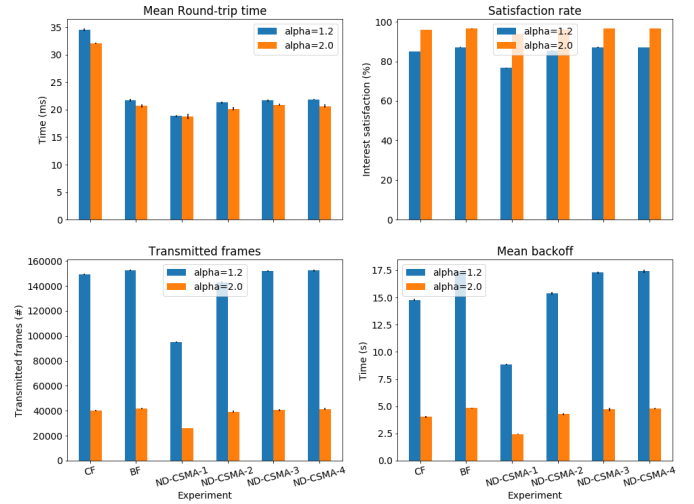 Mean Round-trip time
35
30
25
20
15
10
5
0
Time (ms)
alpha=1.2
alpha=2.0
Satisfaction rate
100
80
60
40
20
0
Interest satisfaction (%)
alpha=1.2
alpha=2.0
Transmitted frames
160000
140000
120000
100000
80000
60000
40000
20000
0
Transmitted frames (#)
alpha=1.2
alpha=2.0
CF
BF
ND-CSMA-1
ND-CSMA-2
ND-CSMA-3
ND-CSMA-4
Experiment
Mean backoff
17.5
15.0
12.5
10.0
7.5
5.0
2.5
0.0
Time (s)
alpha=1.2
alpha=2.0
CF
BF
ND-CSMA-1
ND-CSMA-2
ND-CSMA-3
ND-CSMA-4
Experiment